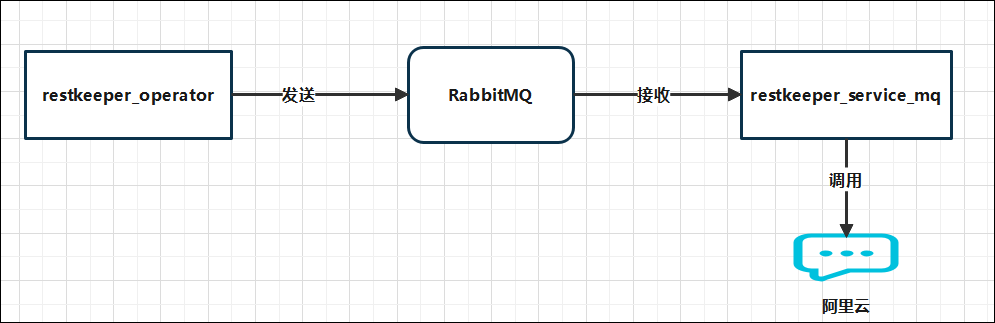 restkeeper_operator
发送
RabbitMQ
接收
restkeeper_service_mq
调用
阿里云